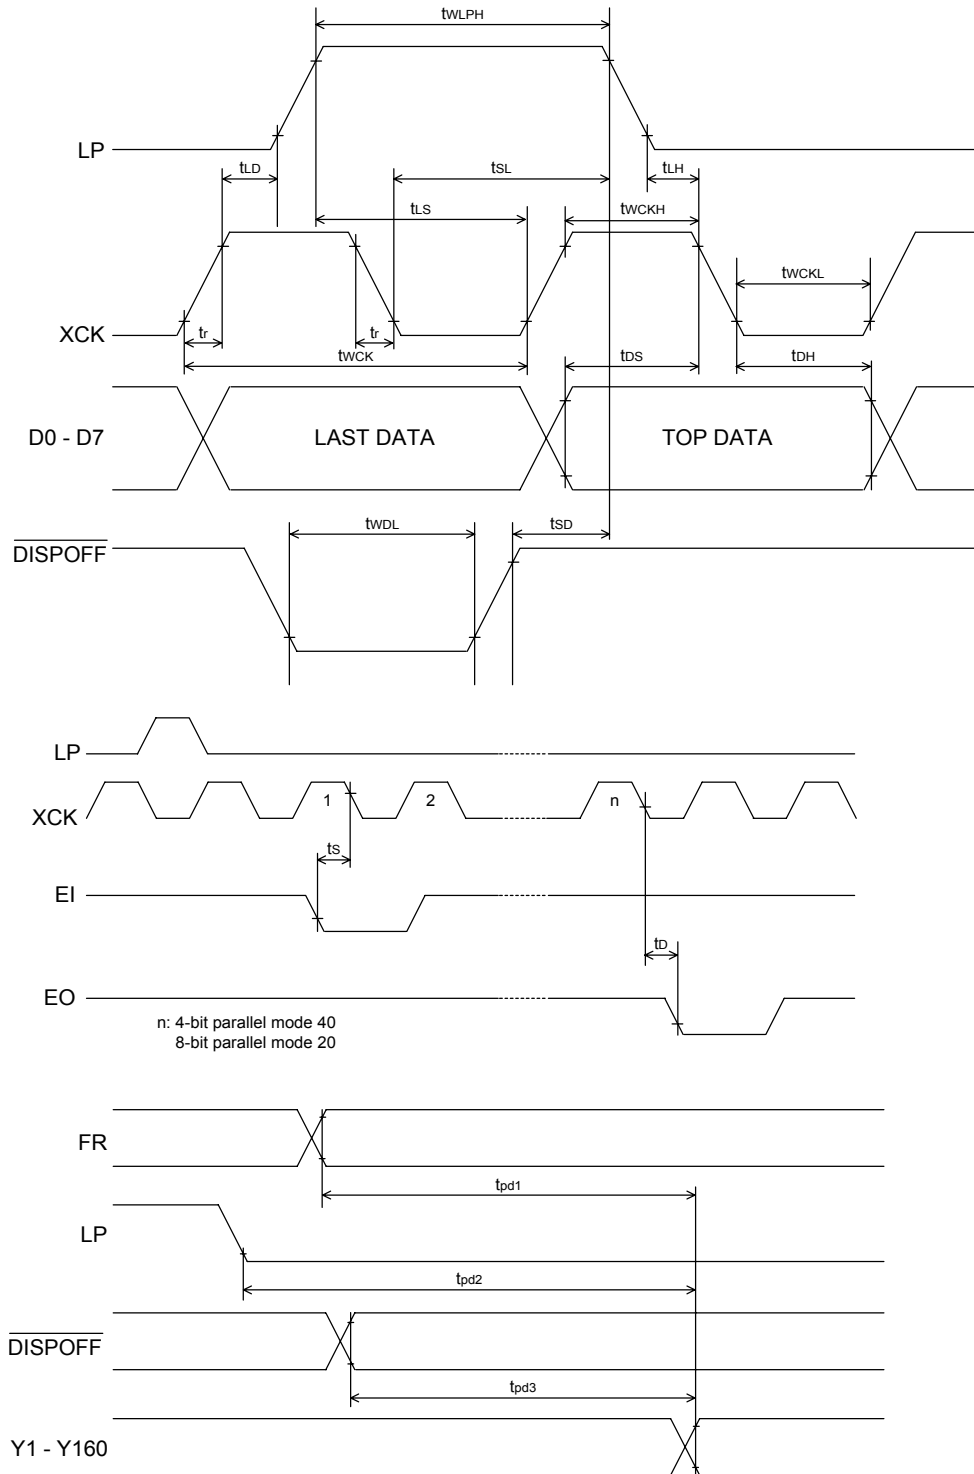 tWLPH
LP
tLD
tSL
tLH
tLS
tWCKH
tWCKL
XCK
tr
tr
tWCK
tDS
tDH
D0 - D7
LAST DATA
TOP DATA
tWDL
tSD
DISPOFF
LP
XCK
1
2
n
tS
EI
tD
EO
n: 4-bit parallel mode 40
8-bit parallel mode 20
FR
tpd1
LP
tpd2
DISPOFF
tpd3
Y1 - Y160